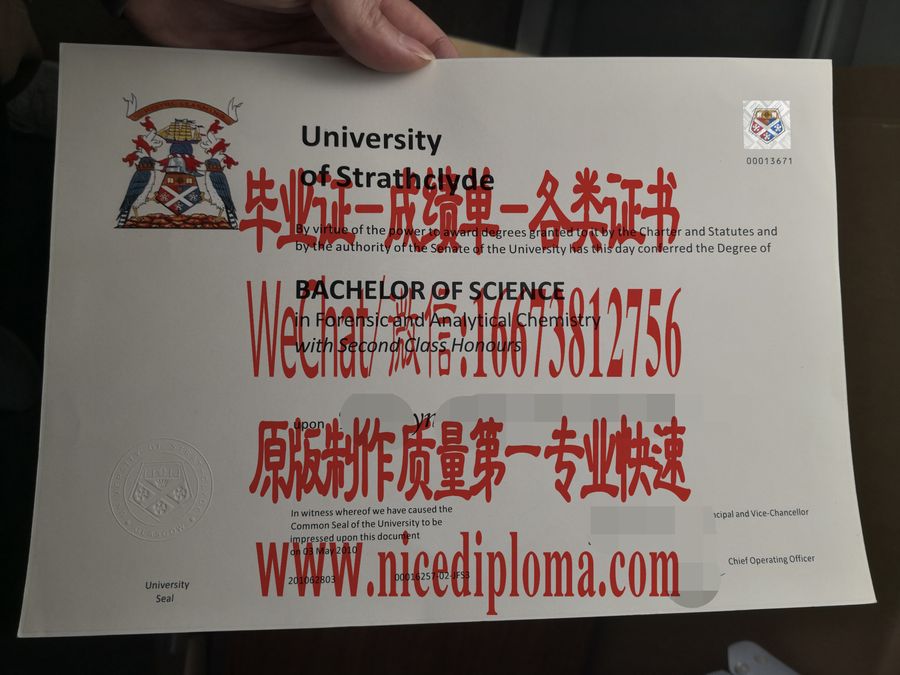 University
of Strathclyde
00013671
毕业证—成绩单—各类证书
By virtue of the power to award degrees granted to it by the Charter and Statutes and
by the authority of the Senate of the University has this day conferred the Degree of
BACHELOR OF SCIENCE
in Forensic and Analytical Chemistry
with Second Class Honours
WeChat/微信:16673812756
upon
原版制作质量第一专业快速
In witness whereof we have caused the
Common Seal of the University to be
impressed upon this document
on 03 May 2010
and Vice-Chancellor
Chief Operating Officer
www.nicediploma.com
201062803
00016257-02-JFS3
University
Seal